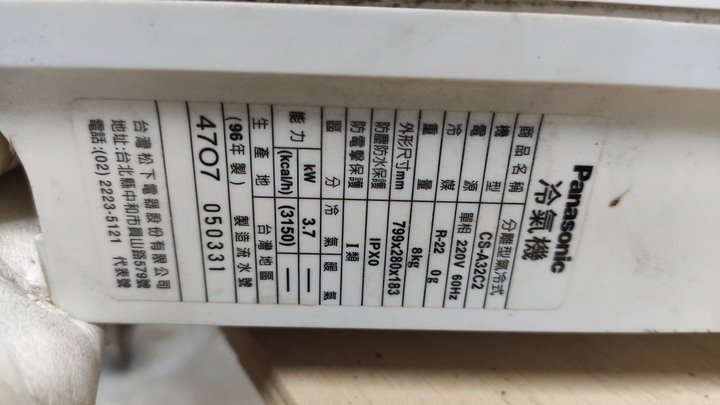 Panasonic
冷氣機
商品名稱 分離型氣冷式
機型 CS-A32C2
電源 單相 220V 60Hz
冷媒 R-22 0g
重量 8kg
外形尺寸mm 799x280x183
防塵防水保護 IPX0
防電擊保護 I類
區分 冷氣 暖氣
能力 kW 3.7 —
(kcal/h) (3150) —
生產地 台灣地區
(96年製) 製造流水號
4707 050331
台灣松下電器股份有限公司
地址:台北縣中和市員山路579號
電話:(02) 2223-5121 代表號